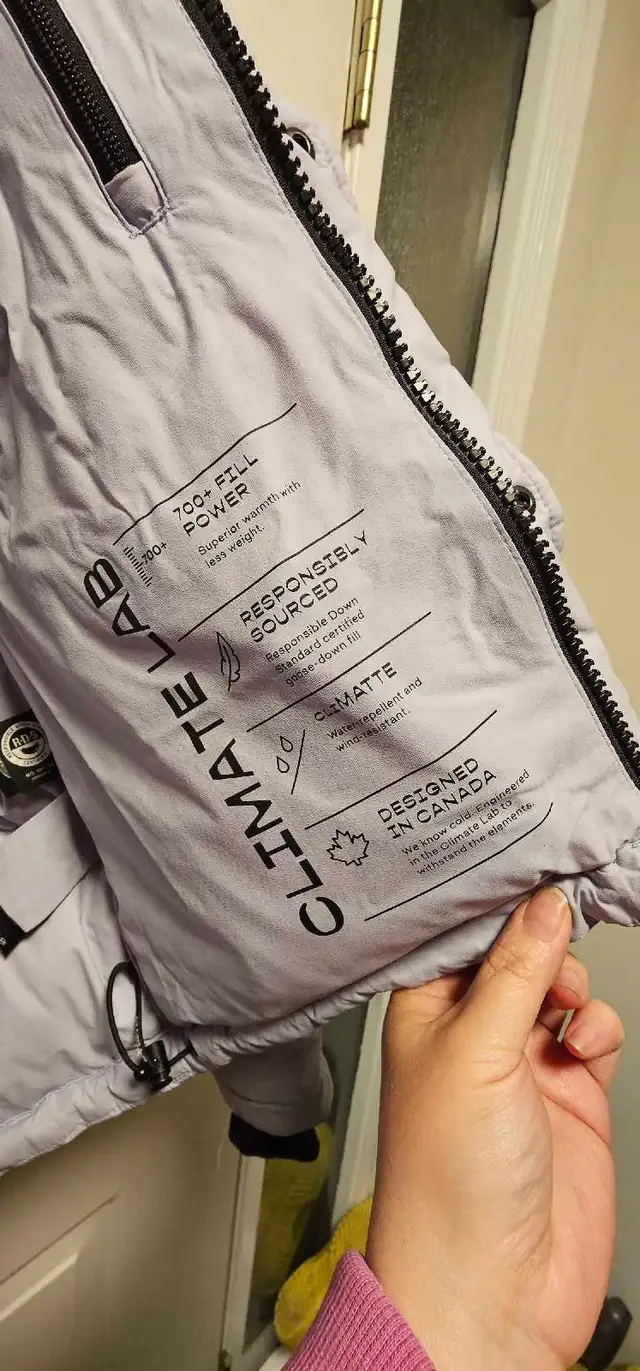 CLIMATE LAB
700+
700+ FILL
POWER
Superior warmth with
less weight.
RESPONSIBLY
SOURCED
Responsible Down
Standard certified
goose-down fill.
CLIMATTE
Water-repellent and
wind-resistant.
DESIGNED
IN CANADA
We know cold. Engineered
in the Climate Lab to
withstand the elements.
RDS